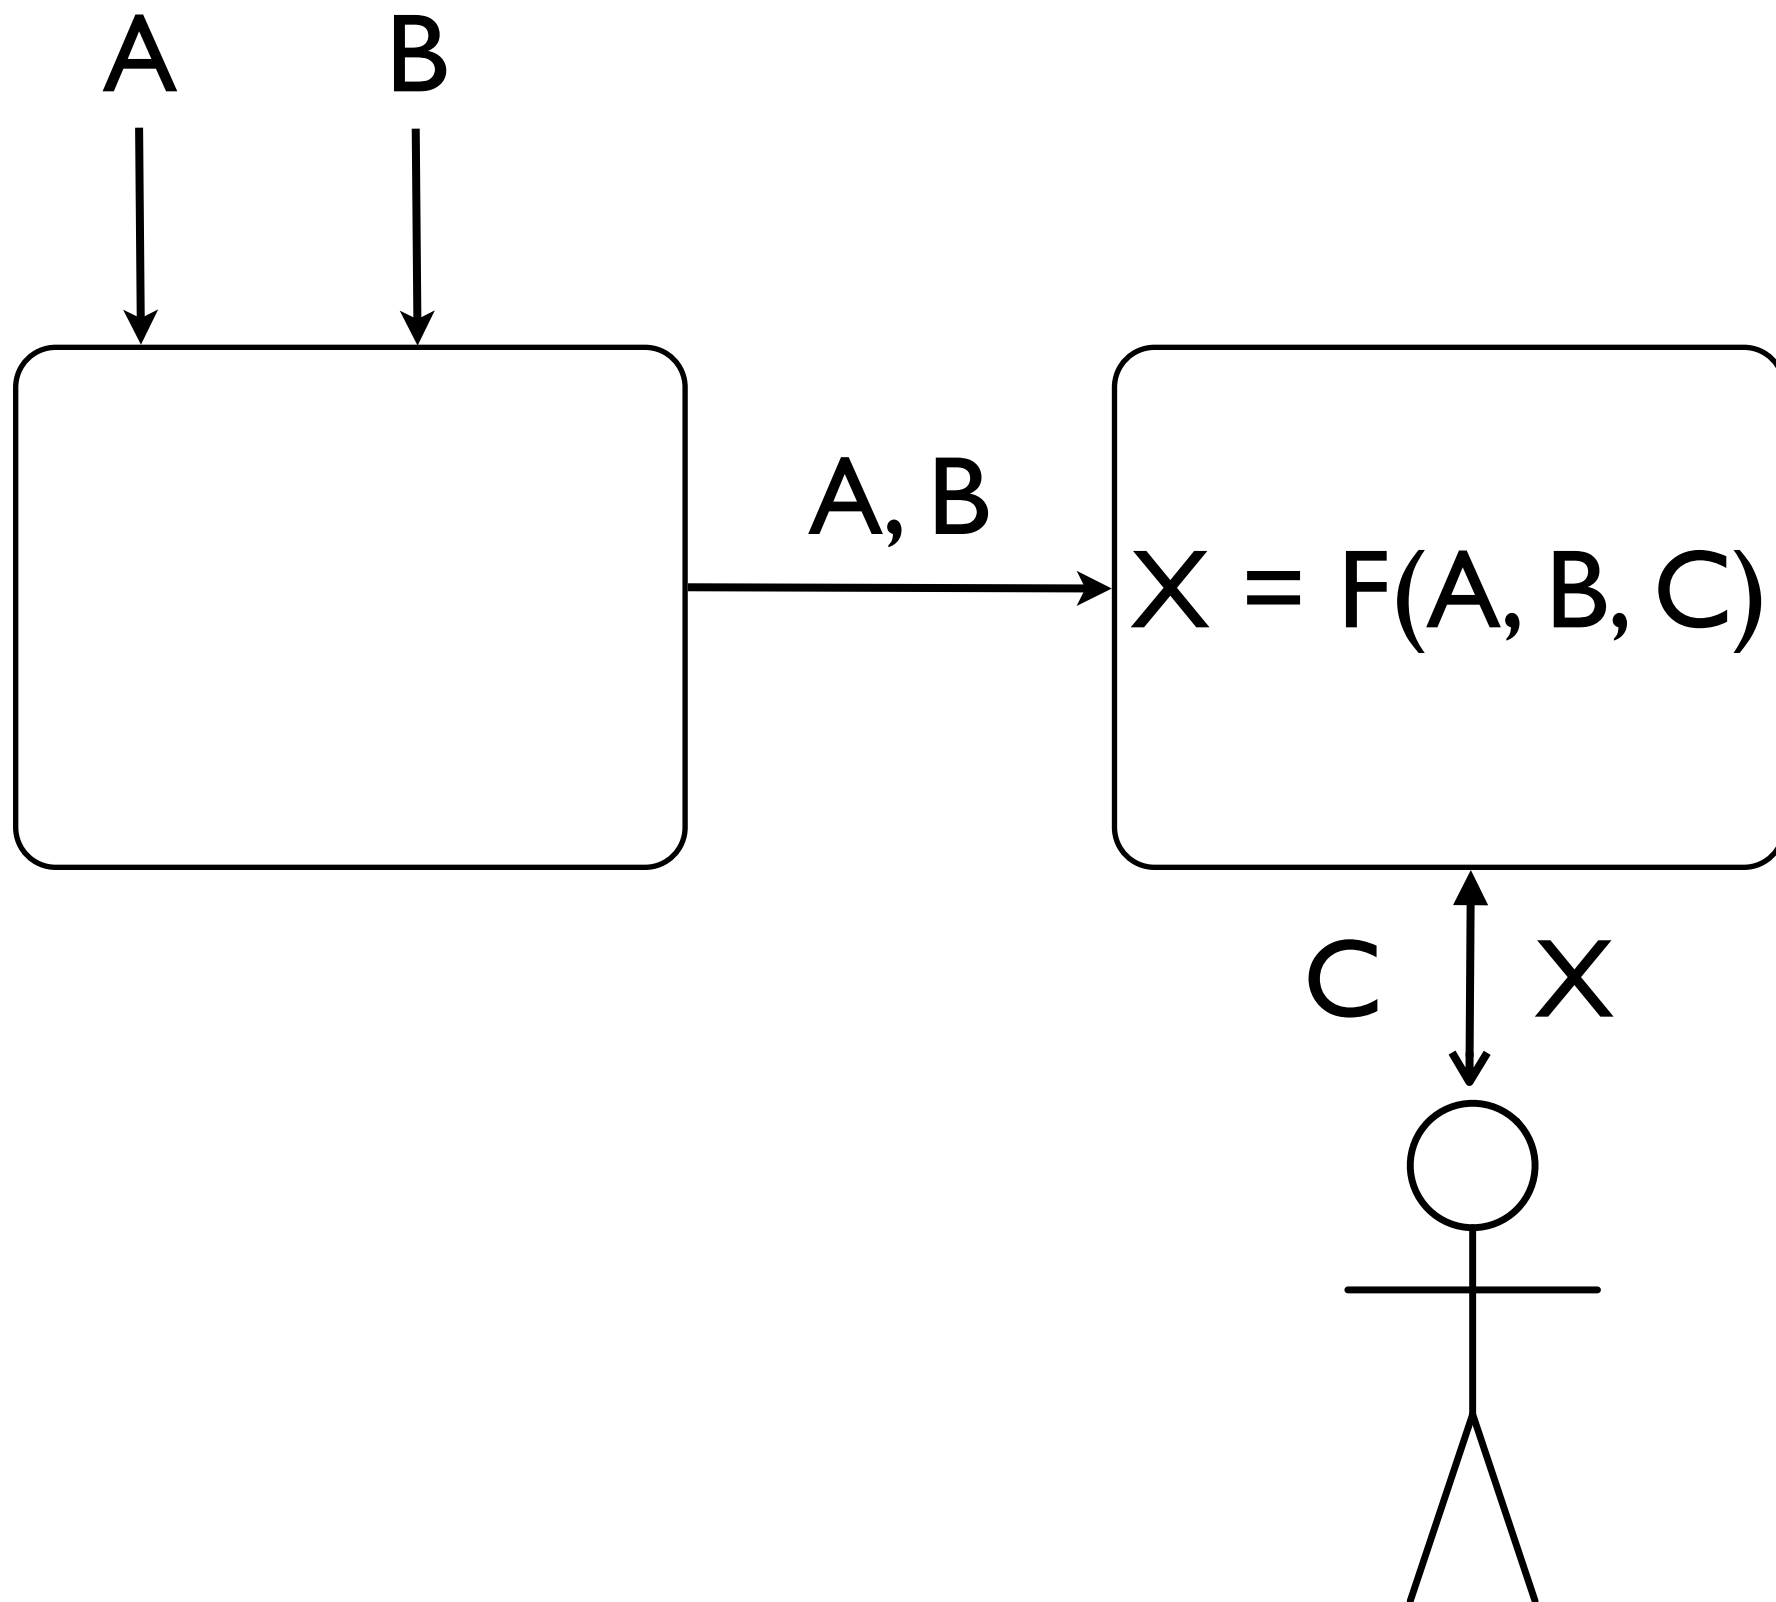 A
B
A, B
X = F(A, B, C)
C
X